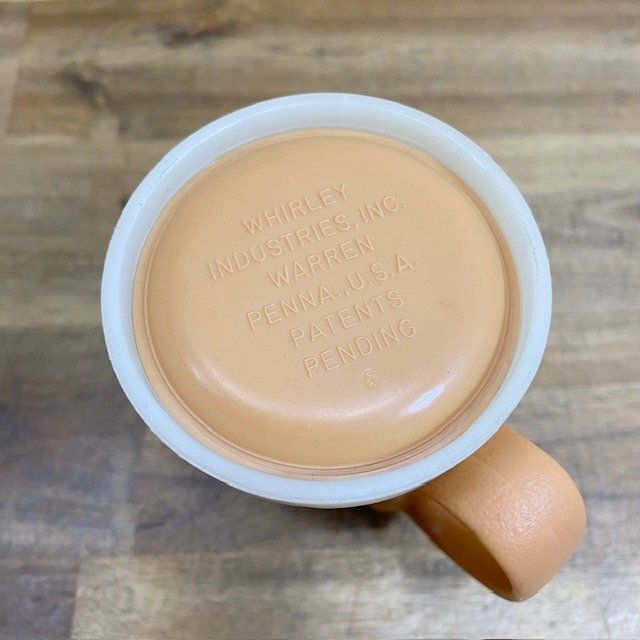 WHIRLEY
INDUSTRIES, INC.
WARREN
PENNA., U.S.A.
PATENTS
PENDING
6